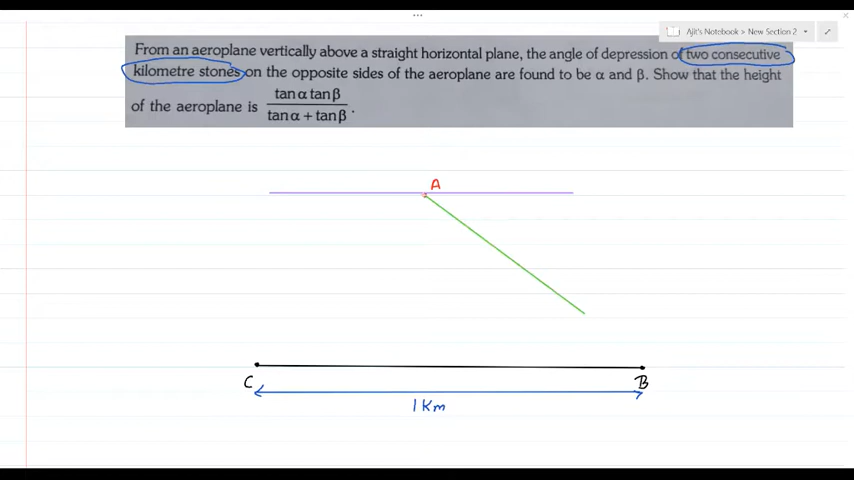 Ajit's Notebook > New Section 2
From an aeroplane vertically above a straight horizontal plane, the angle of depression of two consecutive
kilometre stones on the opposite sides of the aeroplane are found to be α and β. Show that the height
of the aeroplane is tanα tanβ / tanα + tanβ .
A
C
B
1 Km